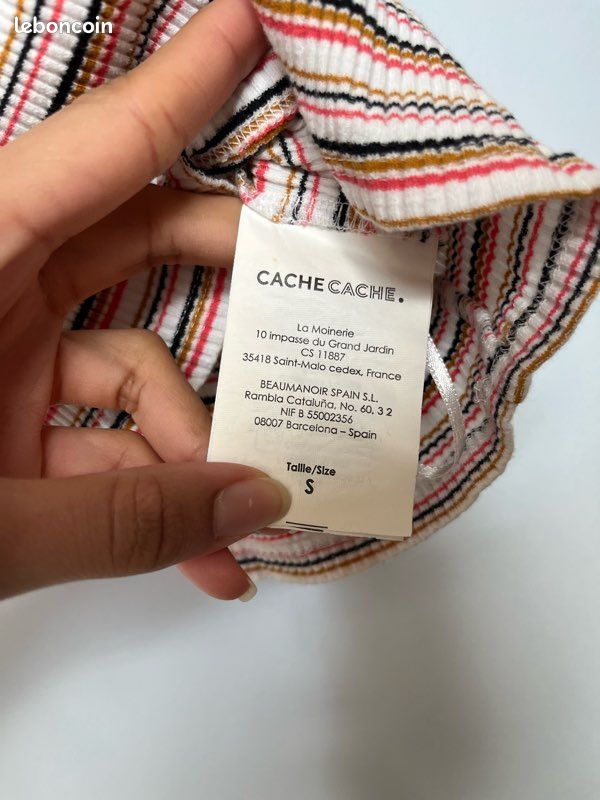 leboncoin
CACHE CACHE.
La Moinerie
10 impasse du Grand Jardin
CS 11887
35418 Saint-Malo cedex, France
BEAUMANOIR SPAIN S.L.
Rambla Cataluña, No. 60, 3 2
NIF B 55002356
08007 Barcelona – Spain
Taille/Size
S